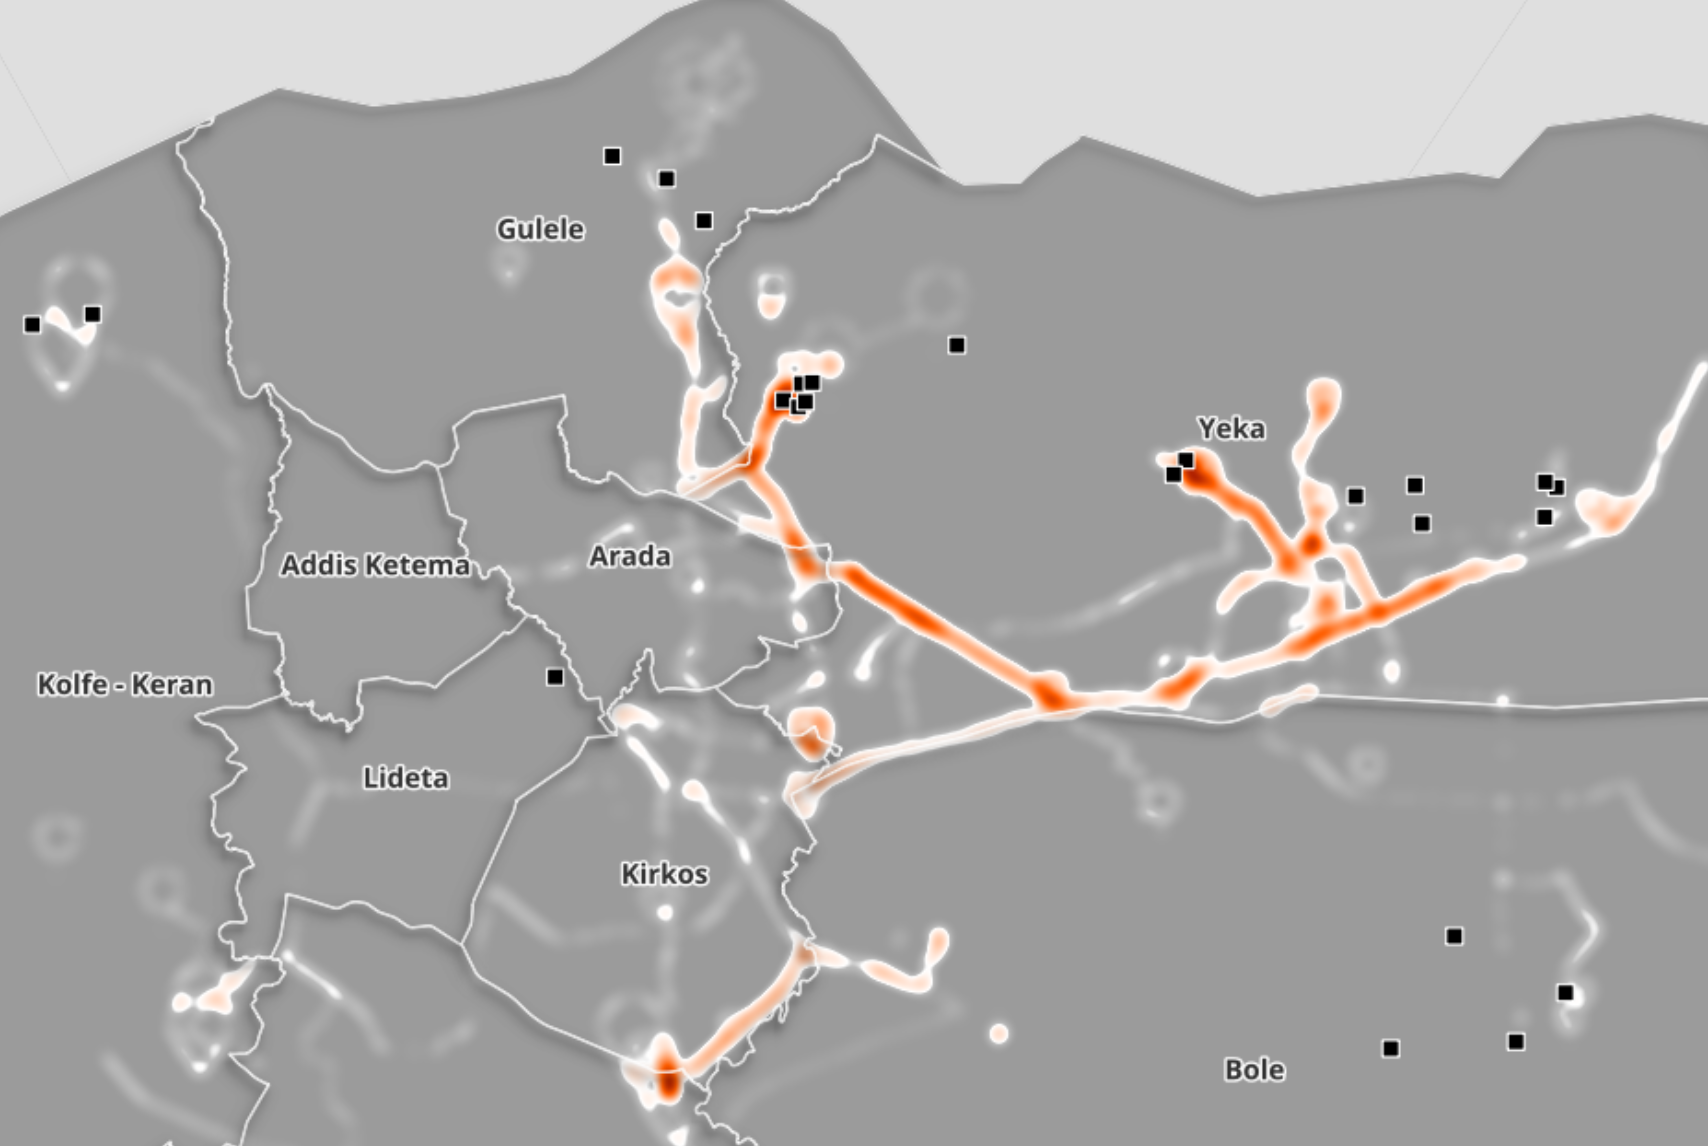 Gulele
Yeka
Arada
Addis Ketema
Kolfe - Keran
Lideta
Kirkos
Bole